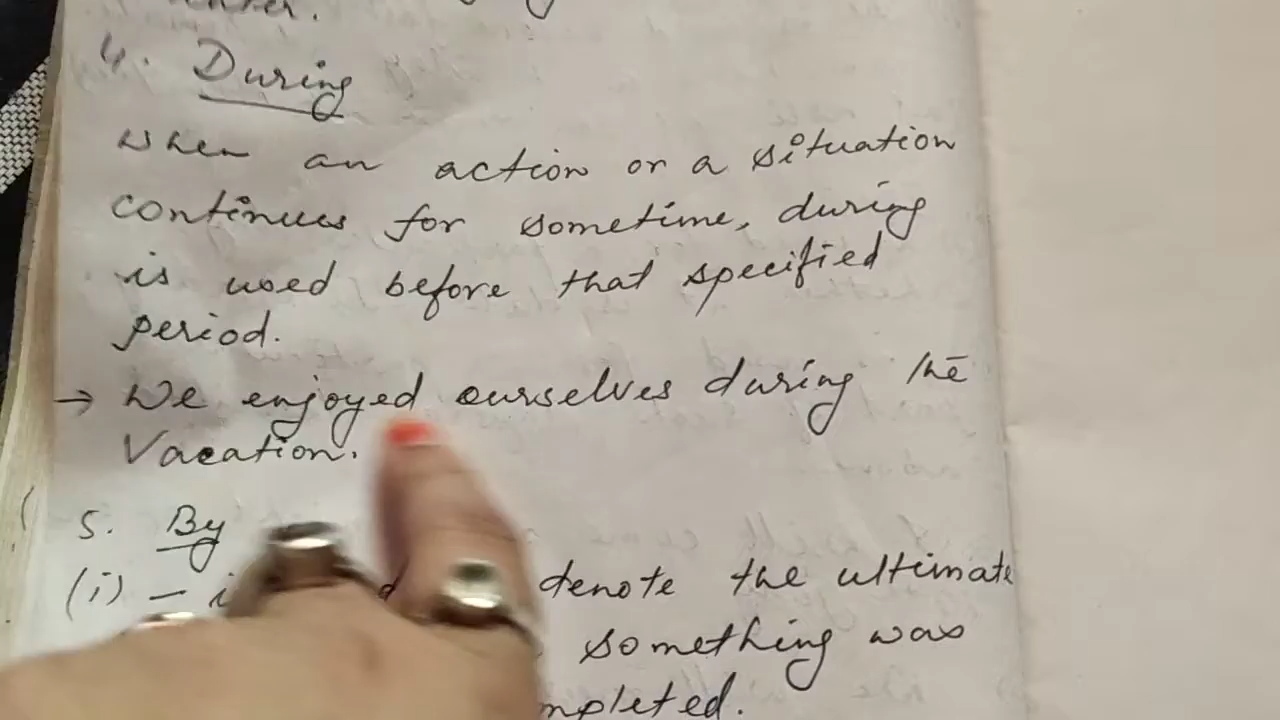 4. During
When an action or a situation
continues for sometime, during
is used before that specified
period.
→ We enjoyed ourselves during the
Vacation.
5. By
(i) – denote the ultimate
something was
mpleted.